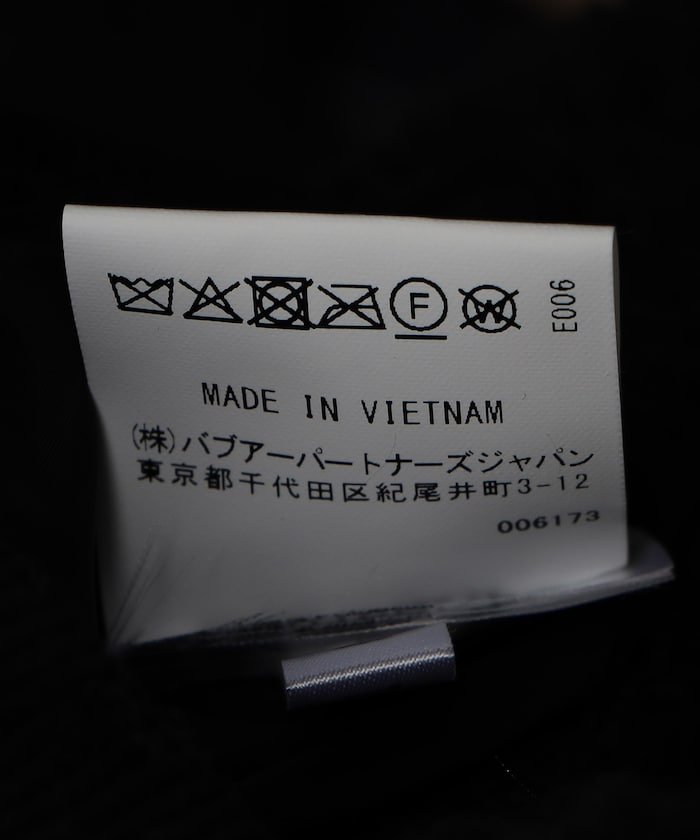 F W E006
MADE IN VIETNAM
(株)バブアーパートナーズジャパン
東京都千代田区紀尾井町3-12
006173